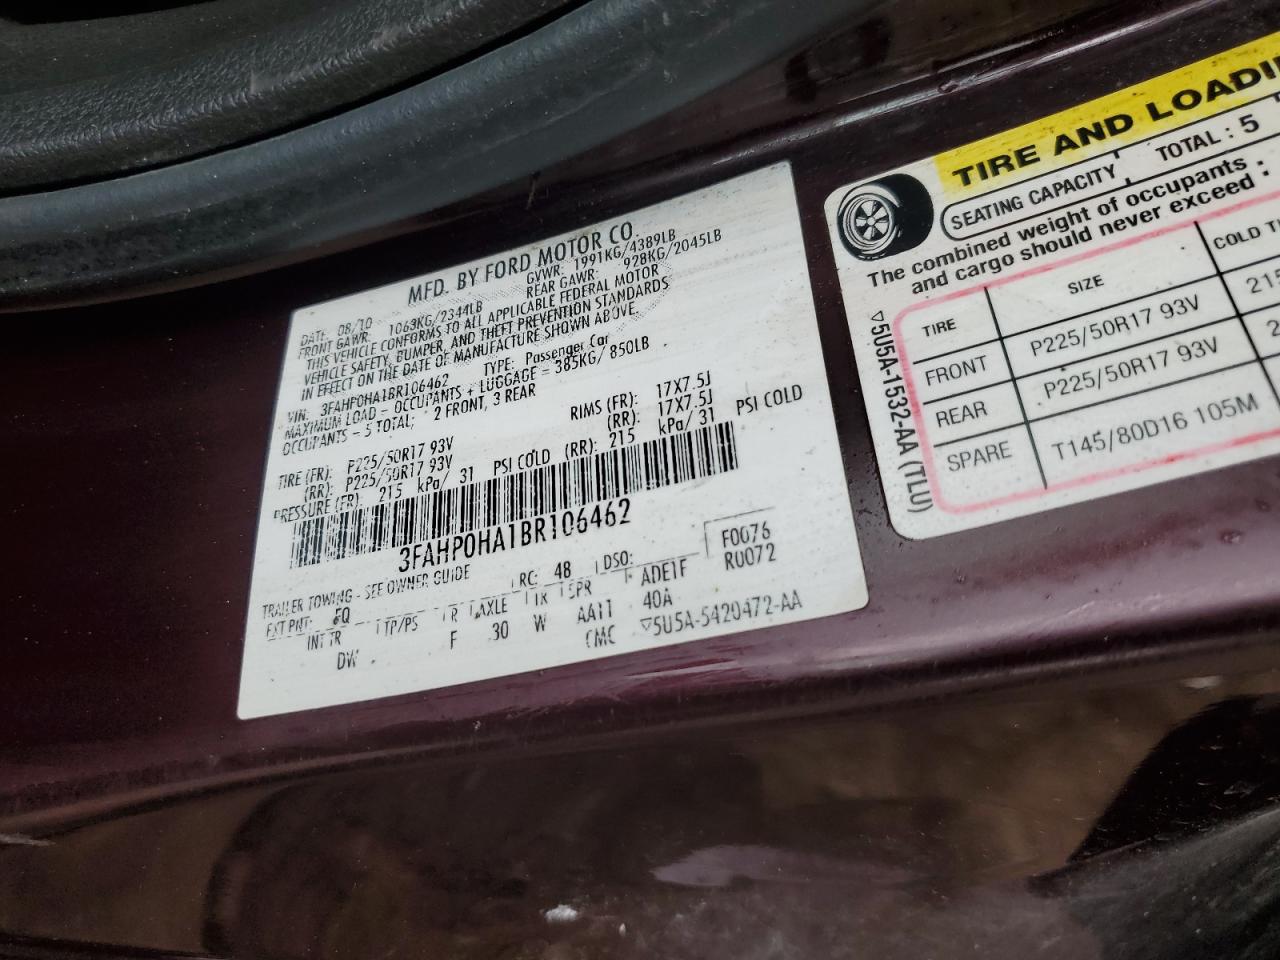 MFD. BY FORD MOTOR CO.
DATE: 08/10 GVWR: 1991KG/4389LB
FRONT GAWR: 1063KG/2344LB REAR GAWR: 928KG/2045LB
THIS VEHICLE CONFORMS TO ALL APPLICABLE FEDERAL MOTOR
VEHICLE SAFETY, BUMPER, AND THEFT PREVENTION STANDARDS
IN EFFECT ON THE DATE OF MANUFACTURE SHOWN ABOVE.
VIN: 3FAHP0HA1BR106462 TYPE: Passenger Car
MAXIMUM LOAD = OCCUPANTS + LUGGAGE = 385KG/ 850LB
OCCUPANTS - 5 TOTAL; 2 FRONT, 3 REAR
TIRE (FR): P225/50R17 93V RIMS (FR): 17X7.5J
(RR): P225/50R17 93V (RR): 17X7.5J
PRESSURE (FR): 215 kPa/ 31 PSI COLD (RR): 215 kPa/ 31 PSI COLD
3FAHP0HA1BR106462
TRAILER TOWING - SEE OWNER GUIDE
F0076
R0072
EXT PNT: FQ RC: 48 DSO:
INT TR TP/PS R AXLE TR SPR ADE1F
DW F 30 W AA11 40A
CMC ▽5U5A-5420472-AA
TIRE AND
SEATING CAPACITY TOTAL : 5
The combined weight of occupants
and cargo should never exceed :
TIRE SIZE COLD
FRONT P225/50R17 93V
REAR P225/50R17 93V
SPARE T145/80D16 105M
▽5U5A-1532-AA (TLU)